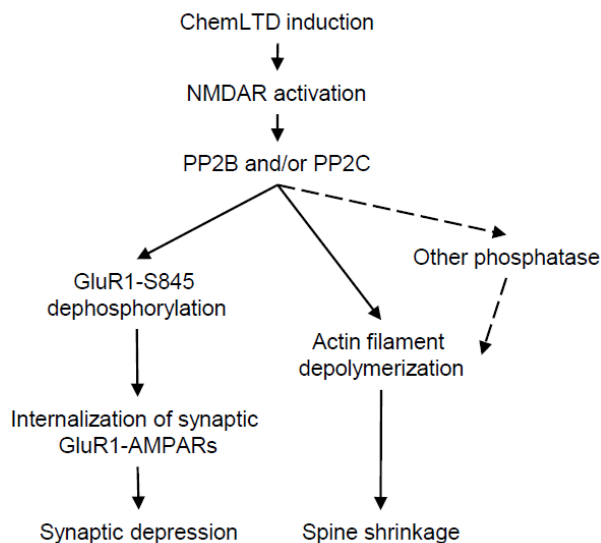 ChemLTD induction
NMDAR activation
PP2B and/or PP2C
Other phosphatase
GluR1-S845
dephosphorylation
Actin filament
depolymerization
Internalization of synaptic
GluR1-AMPARs
Synaptic depression
Spine shrinkage